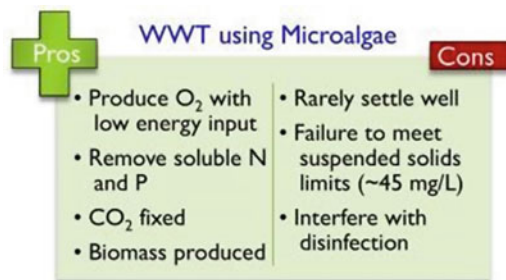 WWT using Microalgae
Pros
• Produce O₂ with
low energy input
• Remove soluble N
and P
• CO₂ fixed
• Biomass produced
Cons
• Rarely settle well
• Failure to meet
suspended solids
limits (~45 mg/L)
• Interfere with
disinfection